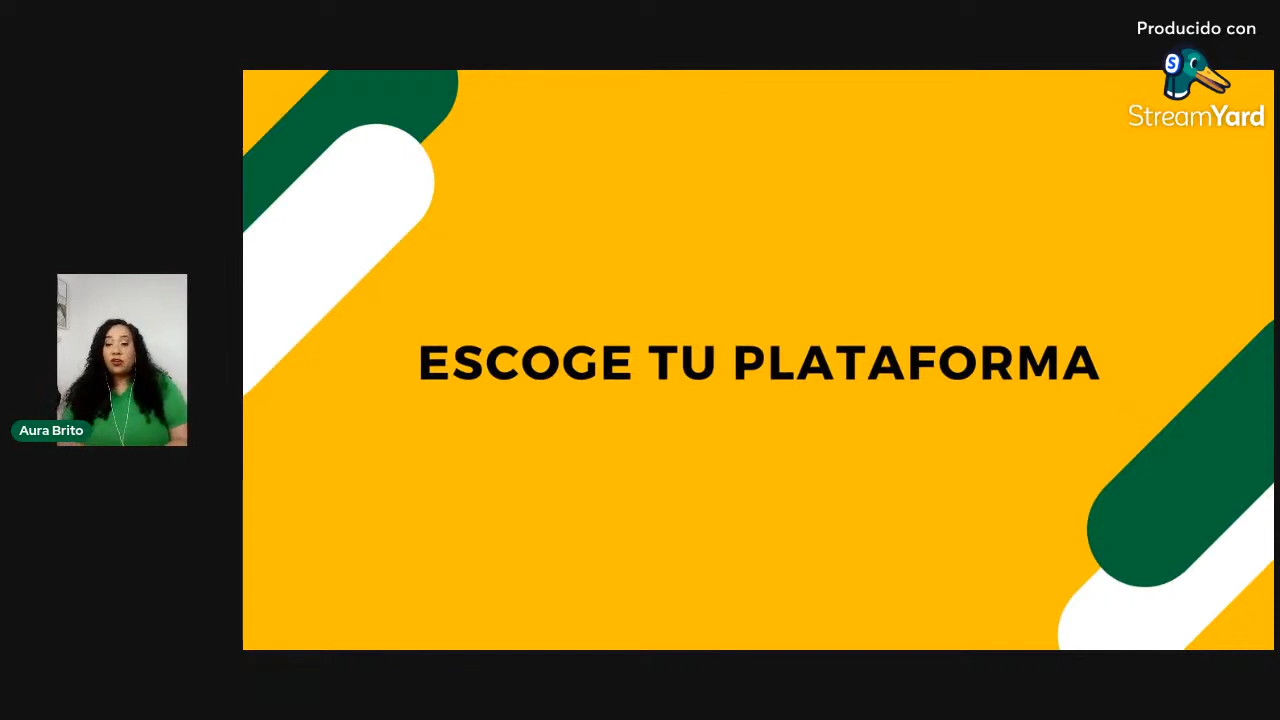 Producido con
S
StreamYard
ESCOGE TU PLATAFORMA
Aura Brito